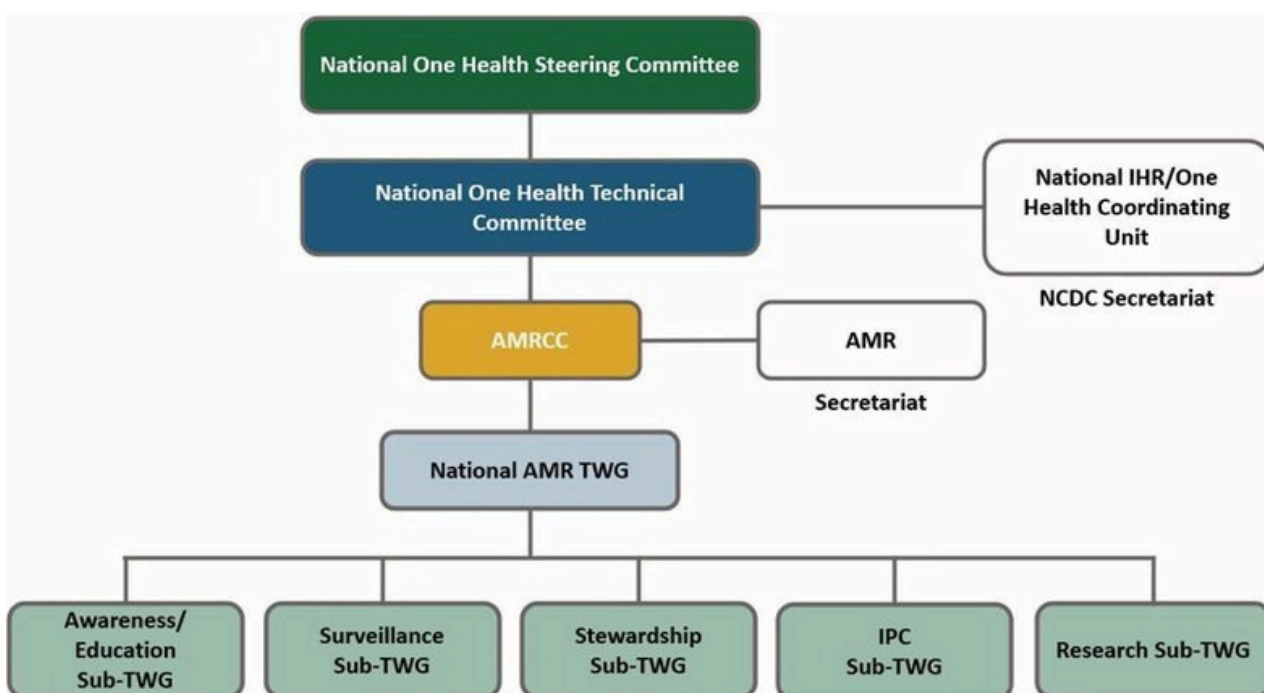 National One Health Steering Committee
National One Health Technical
Committee
National IHR/One
Health Coordinating
Unit
NCDC Secretariat
AMRCC
AMR
Secretariat
National AMR TWG
Awareness/
Education
Sub-TWG
Surveillance
Sub-TWG
Stewardship
Sub-TWG
IPC
Sub-TWG
Research Sub-TWG